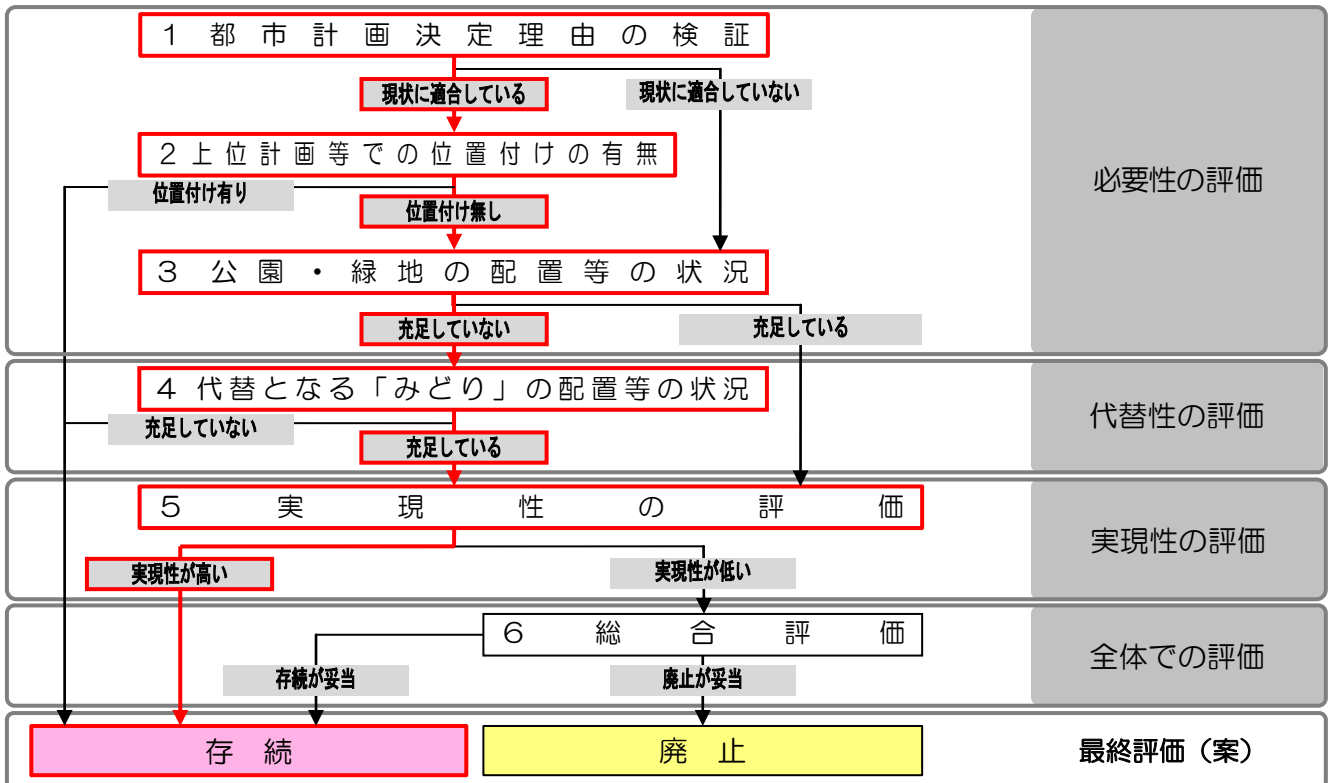 １都市計画決定理由の検証
現状に適合している
現状に適合していない
２上位計画等での位置付けの有無
位置付け有り
位置付け無し
３公園・緑地の配置等の状況
充足していない
充足している
必要性の評価
４代替となる「みどり」の配置等の状況
充足していない
充足している
代替性の評価
５実現性の評価
実現性が高い
実現性が低い
実現性の評価
６総合評価
存続が妥当
廃止が妥当
全体での評価
存続
廃止
最終評価（案）